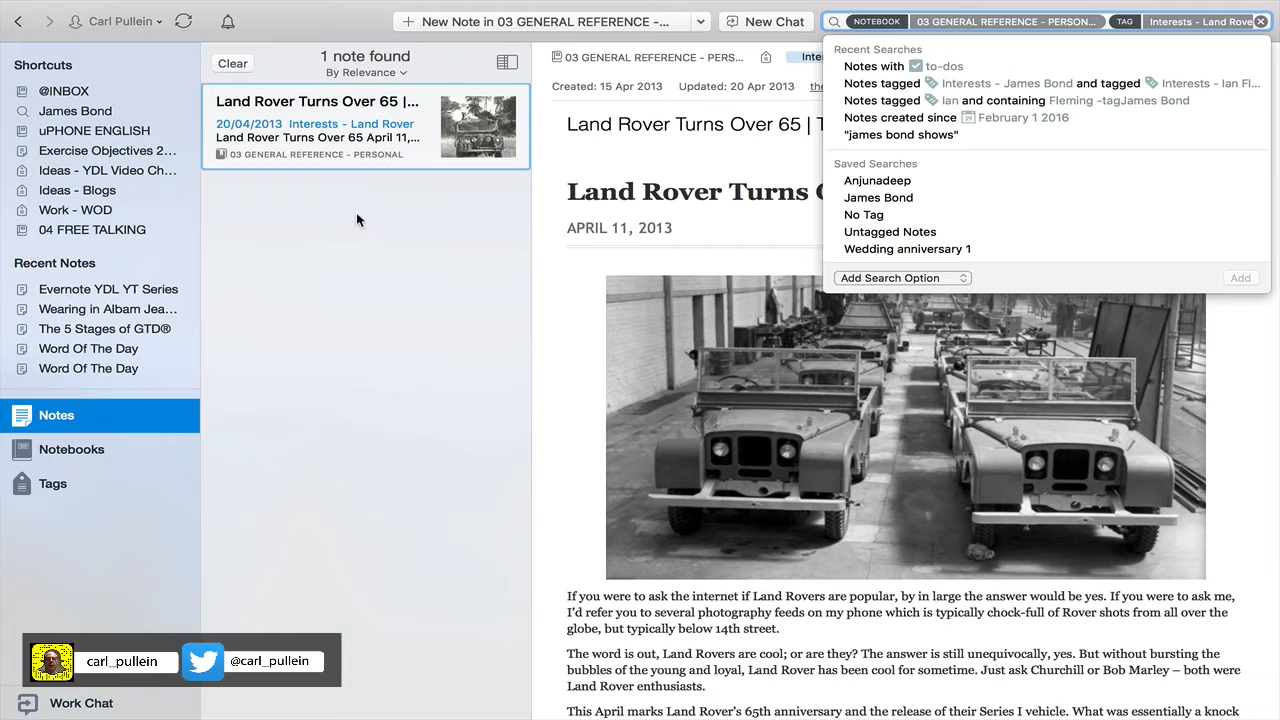 Carl Pullein
New Note in 03 GENERAL REFERENCE -...
New Chat
NOTEBOOK 03 GENERAL REFERENCE - PERSON... TAG Interests - Land Rove
Shortcuts
@INBOX
James Bond
uPHONE ENGLISH
Exercise Objectives 2...
Ideas - YDL Video Ch...
Ideas - Blogs
Work - WOD
04 FREE TALKING
Recent Notes
Evernote YDL YT Series
Wearing in Albam Jea...
The 5 Stages of GTD®
Word Of The Day
Word Of The Day
Notes
Notebooks
Tags
carl_pullein
@carl_pullein
Work Chat
Clear
1 note found
By Relevance
Land Rover Turns Over 65 |...
20/04/2013 Interests - Land Rover
Land Rover Turns Over 65 April 11,...
03 GENERAL REFERENCE - PERSONAL
03 GENERAL REFERENCE - PERS...
Inte
Created: 15 Apr 2013 Updated: 20 Apr 2013 the
Land Rover Turns Over 65 | T
Land Rover Turns O
APRIL 11, 2013
Recent Searches
Notes with to-dos
Notes tagged Interests - James Bond and tagged Interests - Ian Fl...
Notes tagged Ian and containing Fleming -tagJames Bond
Notes created since February 1 2016
"james bond shows"
Saved Searches
Anjunadeep
James Bond
No Tag
Untagged Notes
Wedding anniversary 1
Add Search Option
Add
If you were to ask the internet if Land Rovers are popular, by in large the answer would be yes. If you were to ask me,
I'd refer you to several photography feeds on my phone which is typically chock-full of Rover shots from all over the
globe, but typically below 14th street.
The word is out, Land Rovers are cool; or are they? The answer is still unequivocally, yes. But without bursting the
bubbles of the young and loyal, Land Rover has been cool for sometime. Just ask Churchill or Bob Marley – both were
Land Rover enthusiasts.
This April marks Land Rover's 65th anniversary and the release of their Series I vehicle. What was essentially a knock